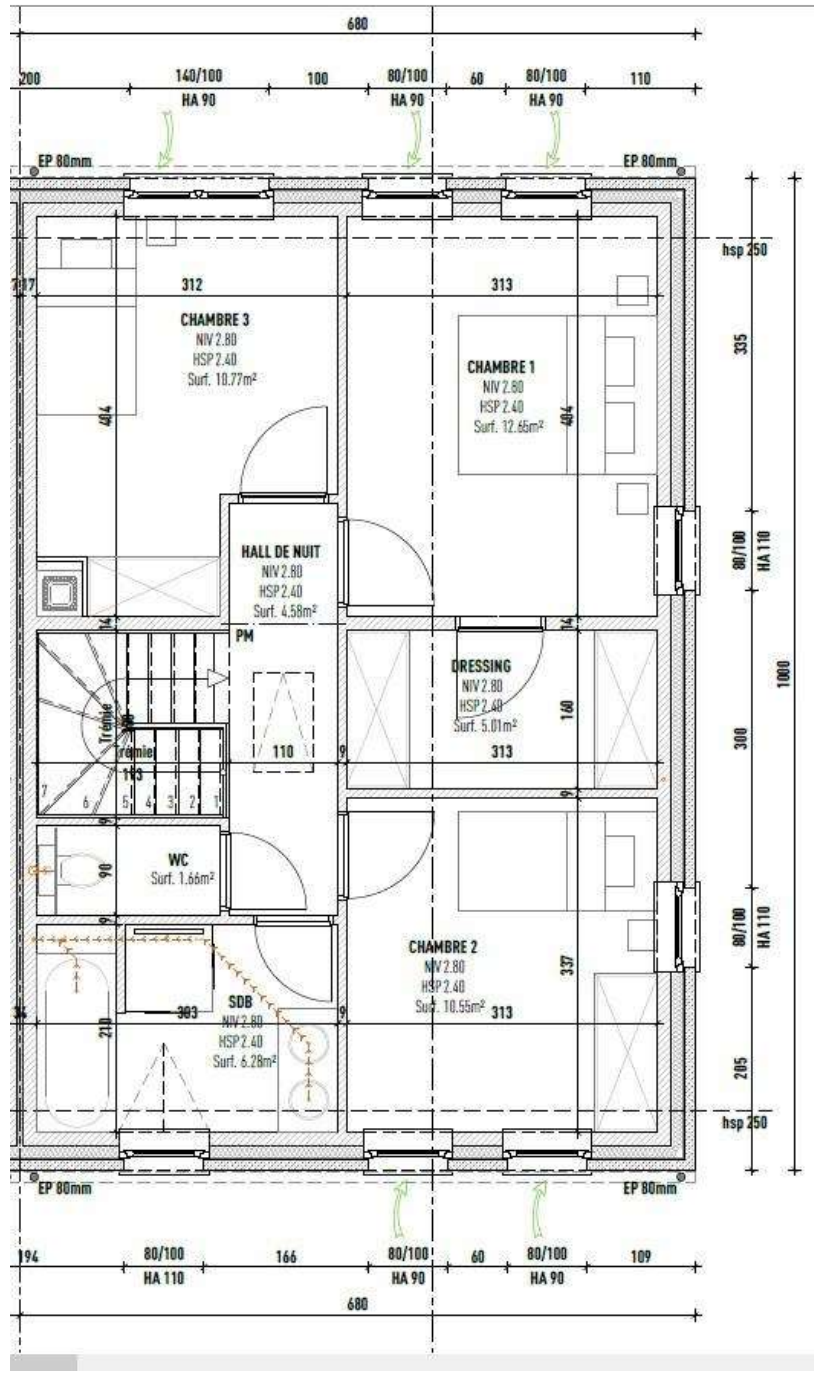 680
200
140/100
100
80/100
60
80/100
110
HA 90
HA 90
HA 90
EP 80mm
EP 80mm
hsp 250
7
17
312
313
CHAMBRE 3
NIV 2.80
HSP 2.40
Surf. 10.77m²
335
CHAMBRE 1
NIV 2.80
HSP 2.40
Surf. 12.65m²
404
404
HALL DE NUIT
NIV 2.80
HSP 2.40
Surf. 4.58m²
80/100
HA 110
14
PM
14
DRESSING
NIV 2.80
HSP 2.40
Surf. 5.01m²
1000
160
300
Trémie
Trémie
110
9
313
193
7
6
5
4
3
2
1
9
9
WC
Surf. 1.66m²
90
9
80/100
HA 110
CHAMBRE 2
NIV 2.80
HSP 2.40
Surf. 10.55m²
337
SDB
NIV 2.80
HSP 2.40
Surf. 6.28m²
34
303
9
313
210
205
hsp 250
EP 80mm
EP 80mm
194
80/100
166
80/100
60
80/100
109
HA 110
HA 90
HA 90
680